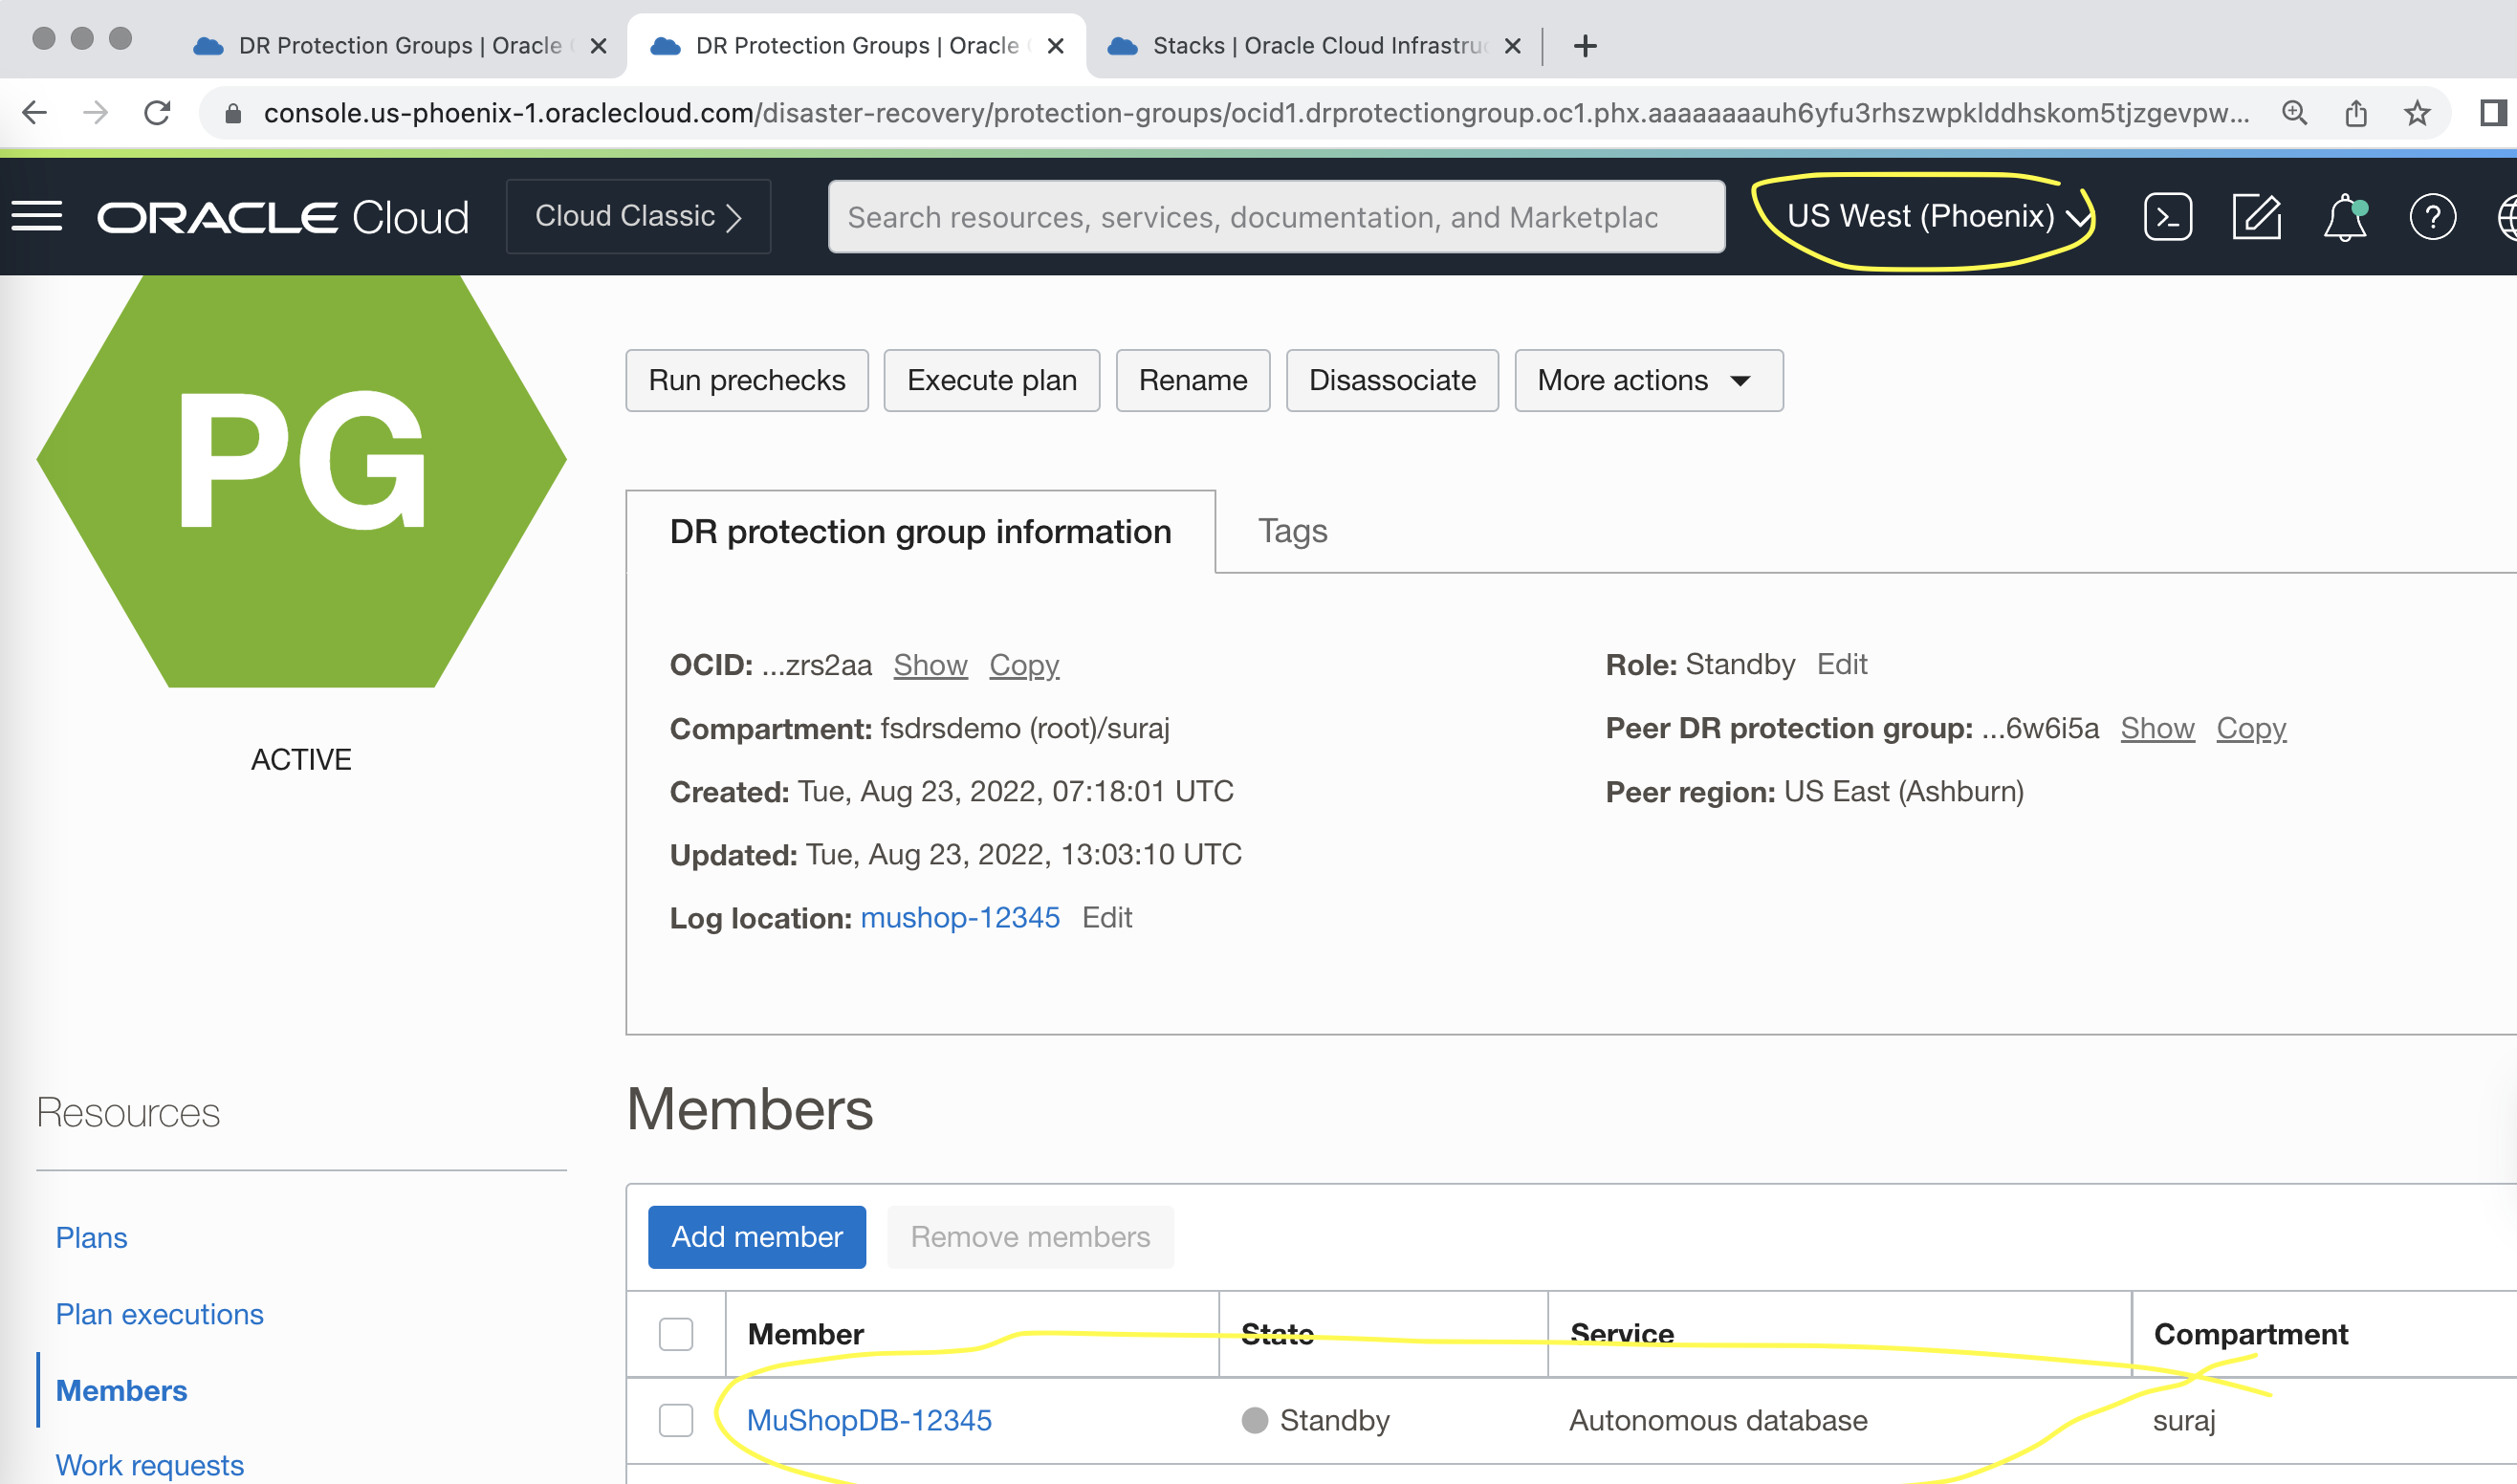 DR Protection Groups | Oracle
DR Protection Groups | Oracle
Stacks | Oracle Cloud Infrastru
console.us-phoenix-1.oraclecloud.com/disaster-recovery/protection-groups/ocid1.drprotectiongroup.oc1.phx.aaaaaaaauh6yfu3rhszwpklddhskom5tjzgevpw...
ORACLE Cloud
Cloud Classic
Search resources, services, documentation, and Marketplac
US West (Phoenix)
PG
ACTIVE
Run prechecks
Execute plan
Rename
Disassociate
More actions
DR protection group information
Tags
OCID: ...zrs2aa Show Copy
Compartment: fsdrsdemo (root)/suraj
Created: Tue, Aug 23, 2022, 07:18:01 UTC
Updated: Tue, Aug 23, 2022, 13:03:10 UTC
Log location: mushop-12345 Edit
Role: Standby Edit
Peer DR protection group: ...6w6i5a Show Copy
Peer region: US East (Ashburn)
Resources
Plans
Plan executions
Members
Work requests
Members
Add member
Remove members
Member State Service Compartment
MuShopDB-12345 Standby Autonomous database suraj